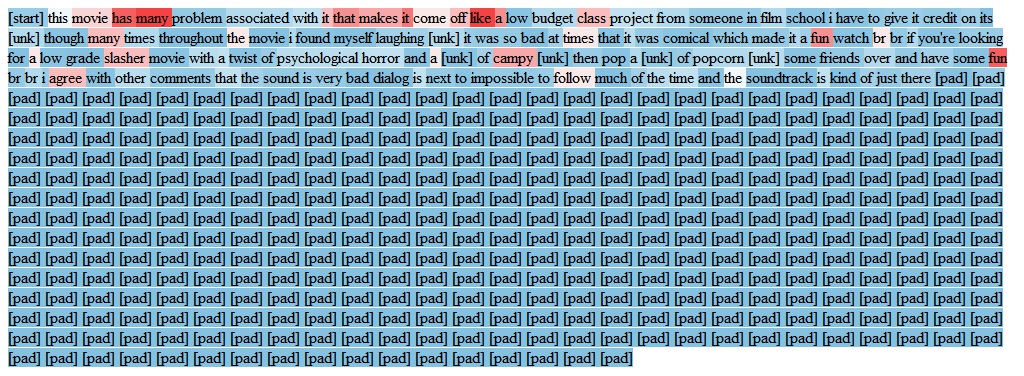 [start] this movie has many problem associated with it that makes it come off like a low budget class project from someone in film school i have to give it credit on its
[unk] though many times throughout the movie i found myself laughing [unk] it was so bad at times that it was comical which made it a fun watch br br if you're looking
for a low grade slasher movie with a twist of psychological horror and a [unk] of campy [unk] then pop a [unk] of popcorn [unk] some friends over and have some fun
br br i agree with other comments that the sound is very bad dialog is next to impossible to follow much of the time and the soundtrack is kind of just there [pad] [pad]
[pad] [pad] [pad] [pad] [pad] [pad] [pad] [pad] [pad] [pad] [pad] [pad] [pad] [pad] [pad] [pad] [pad] [pad] [pad] [pad] [pad] [pad] [pad] [pad] [pad] [pad] [pad]
[pad] [pad] [pad] [pad] [pad] [pad] [pad] [pad] [pad] [pad] [pad] [pad] [pad] [pad] [pad] [pad] [pad] [pad] [pad] [pad] [pad] [pad] [pad] [pad] [pad] [pad] [pad]
[pad] [pad] [pad] [pad] [pad] [pad] [pad] [pad] [pad] [pad] [pad] [pad] [pad] [pad] [pad] [pad] [pad] [pad] [pad] [pad] [pad] [pad] [pad] [pad] [pad] [pad] [pad]
[pad] [pad] [pad] [pad] [pad] [pad] [pad] [pad] [pad] [pad] [pad] [pad] [pad] [pad] [pad] [pad] [pad] [pad] [pad] [pad] [pad] [pad] [pad] [pad] [pad] [pad] [pad]
[pad] [pad] [pad] [pad] [pad] [pad] [pad] [pad] [pad] [pad] [pad] [pad] [pad] [pad] [pad] [pad] [pad] [pad] [pad] [pad] [pad] [pad] [pad] [pad] [pad] [pad] [pad]
[pad] [pad] [pad] [pad] [pad] [pad] [pad] [pad] [pad] [pad] [pad] [pad] [pad] [pad] [pad] [pad] [pad] [pad] [pad] [pad] [pad] [pad] [pad] [pad] [pad] [pad] [pad]
[pad] [pad] [pad] [pad] [pad] [pad] [pad] [pad] [pad] [pad] [pad] [pad] [pad] [pad] [pad] [pad] [pad] [pad] [pad] [pad] [pad] [pad] [pad] [pad] [pad] [pad] [pad]
[pad] [pad] [pad] [pad] [pad] [pad] [pad] [pad] [pad] [pad] [pad] [pad] [pad] [pad] [pad] [pad] [pad] [pad] [pad] [pad] [pad] [pad] [pad] [pad] [pad] [pad] [pad]
[pad] [pad] [pad] [pad] [pad] [pad] [pad] [pad] [pad] [pad] [pad] [pad] [pad] [pad] [pad] [pad] [pad] [pad] [pad] [pad] [pad] [pad] [pad] [pad] [pad] [pad] [pad]
[pad] [pad] [pad] [pad] [pad] [pad] [pad] [pad] [pad] [pad] [pad] [pad] [pad] [pad] [pad] [pad] [pad] [pad] [pad] [pad] [pad] [pad] [pad] [pad] [pad] [pad] [pad]
[pad] [pad] [pad] [pad] [pad] [pad] [pad] [pad] [pad] [pad] [pad] [pad] [pad] [pad] [pad] [pad] [pad] [pad] [pad] [pad] [pad] [pad] [pad] [pad] [pad] [pad] [pad]
[pad] [pad] [pad] [pad] [pad] [pad] [pad] [pad] [pad] [pad] [pad] [pad] [pad] [pad] [pad] [pad] [pad] [pad] [pad] [pad] [pad] [pad] [pad] [pad] [pad] [pad] [pad]
[pad] [pad] [pad] [pad] [pad] [pad] [pad] [pad] [pad] [pad] [pad] [pad] [pad] [pad] [pad] [pad] [pad] [pad] [pad] [pad] [pad] [pad] [pad] [pad] [pad] [pad] [pad]
[pad] [pad] [pad] [pad] [pad] [pad] [pad] [pad] [pad] [pad] [pad] [pad] [pad] [pad] [pad] [pad] [pad]